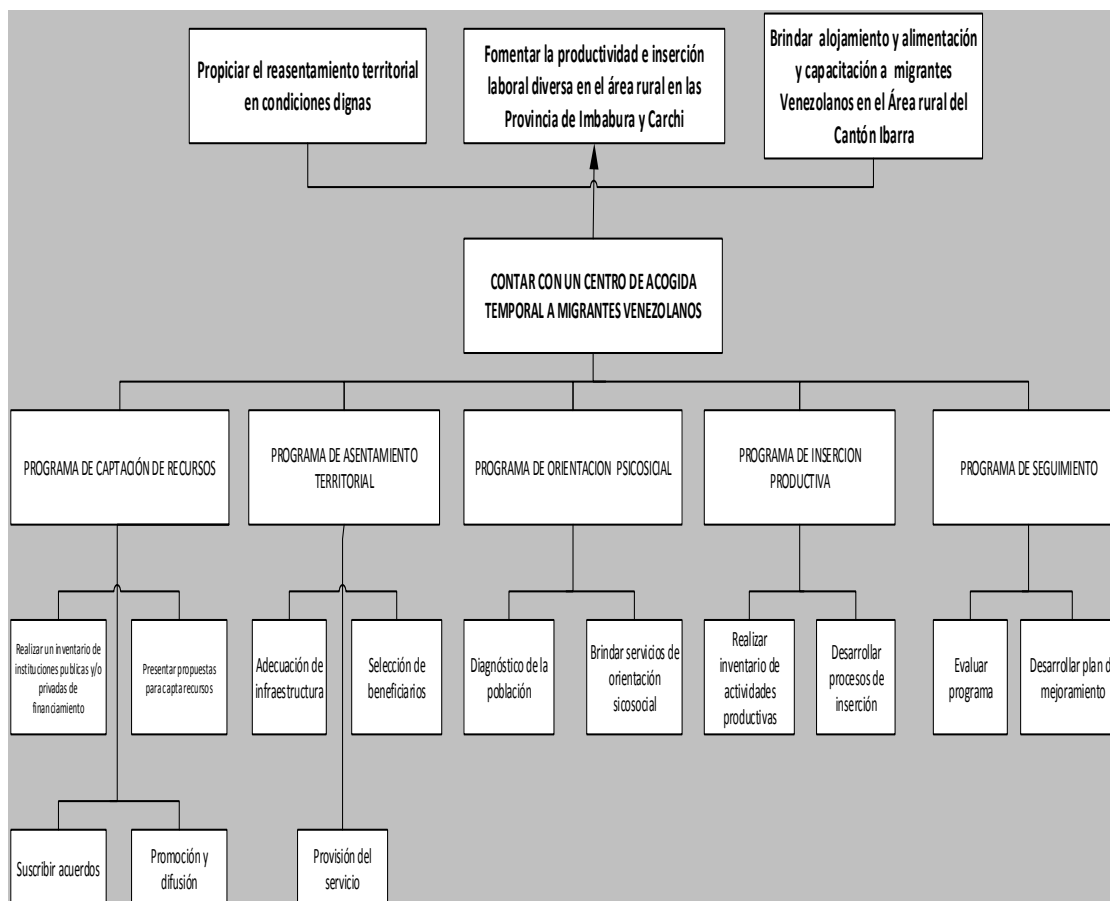 Propiciar el reasentamiento territorial
en condiciones dignas
Fomentar la productividad e inserción
laboral diversa en el área rural en las
Provincia de Imbabura y Carchi
Brindar alojamiento y alimentación
y capacitación a migrantes
Venezolanos en el Área rural del
Cantón Ibarra
CONTAR CON UN CENTRO DE ACOGIDA
TEMPORAL A MIGRANTES VENEZOLANOS
PROGRAMA DE CAPTACIÓN DE RECURSOS
PROGRAMA DE ASENTAMIENTO
TERRITORIAL
PROGRAMA DE ORIENTACION PSICOSICIAL
PROGRAMA DE INSERCION
PRODUCTIVA
PROGRAMA DE SEGUIMIENTO
Realizar un inventario de
instituciones publicas y/o
privadas de
financiamiento
Presentar propuestas
para capta recursos
Adecuación de
infraestructura
Selección de
beneficiarios
Diagnóstico de la
población
Brindar servicios de
orientación
sicosocial
Realizar
inventario de
actividades
productivas
Desarrollar
procesos de
inserción
Evaluar
programa
Desarrollar plan de
mejoramiento
Suscribir acuerdos
Promoción y
difusión
Provisión del
servicio